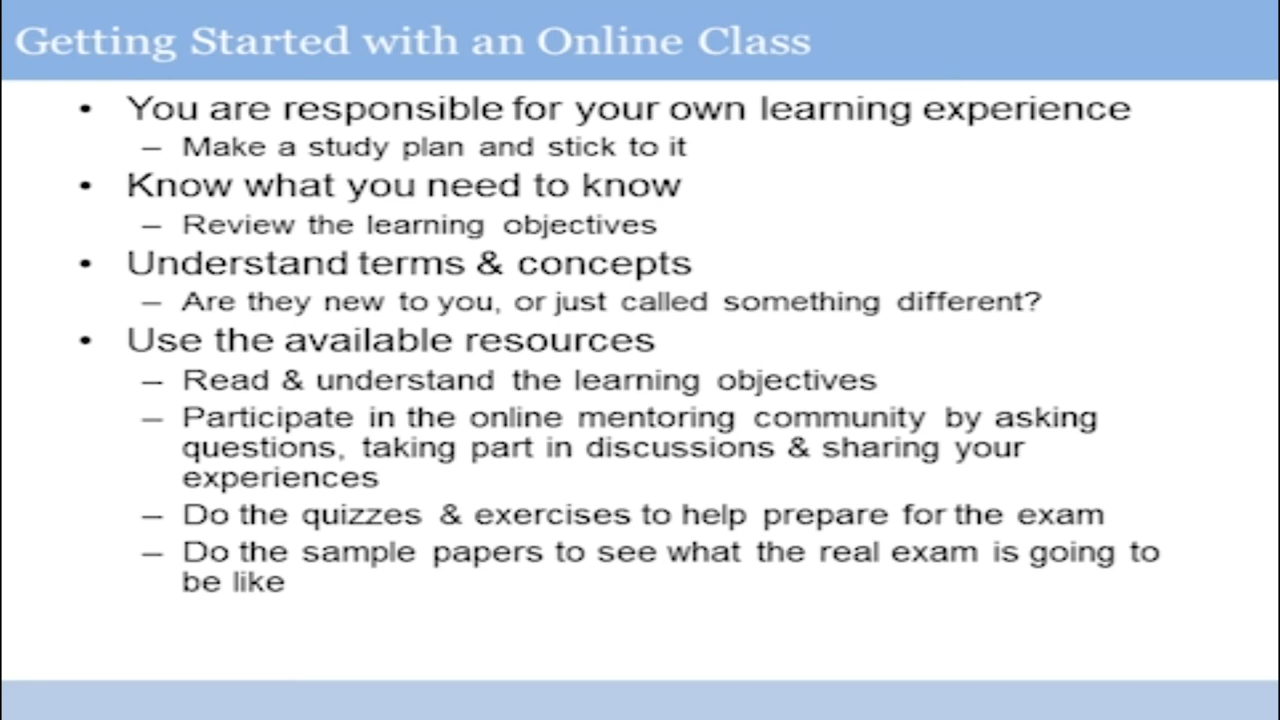 Getting Started with an Online Class
• You are responsible for your own learning experience
– Make a study plan and stick to it
• Know what you need to know
– Review the learning objectives
• Understand terms & concepts
– Are they new to you, or just called something different?
• Use the available resources
– Read & understand the learning objectives
– Participate in the online mentoring community by asking
questions, taking part in discussions & sharing your
experiences
– Do the quizzes & exercises to help prepare for the exam
– Do the sample papers to see what the real exam is going to
be like